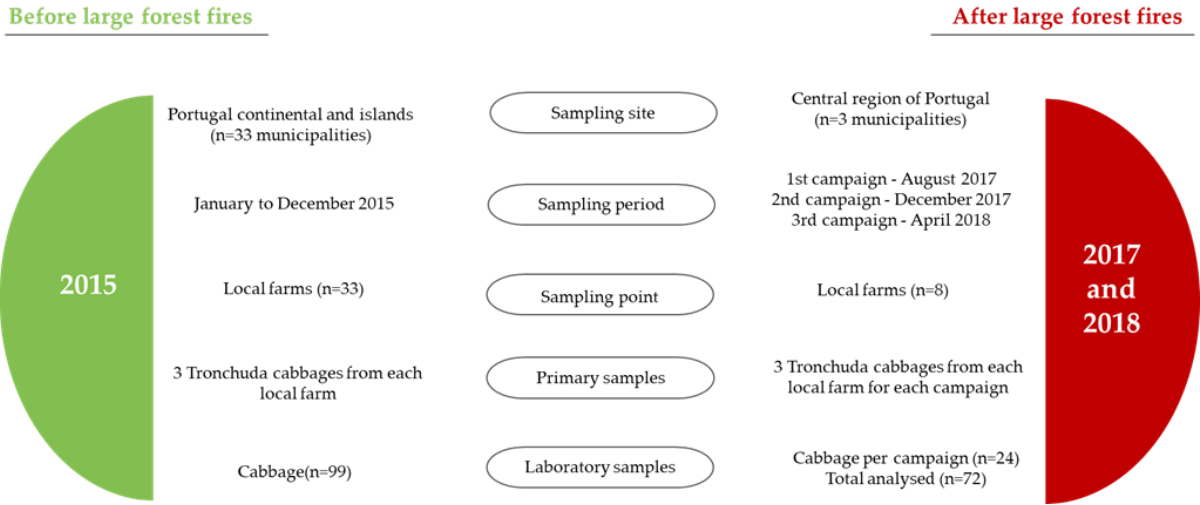 Before large forest fires
After large forest fires
Portugal continental and islands
(n=33 municipalities)
Sampling site
Central region of Portugal
(n=3 municipalities)
January to December 2015
Sampling period
1st campaign - August 2017
2nd campaign - December 2017
3rd campaign - April 2018
2015
Local farms (n=33)
Sampling point
Local farms (n=8)
2017
and
2018
3 Tronchuda cabbages from each
local farm
Primary samples
3 Tronchuda cabbages from each
local farm for each campaign
Cabbage(n=99)
Laboratory samples
Cabbage per campaign (n=24)
Total analysed (n=72)